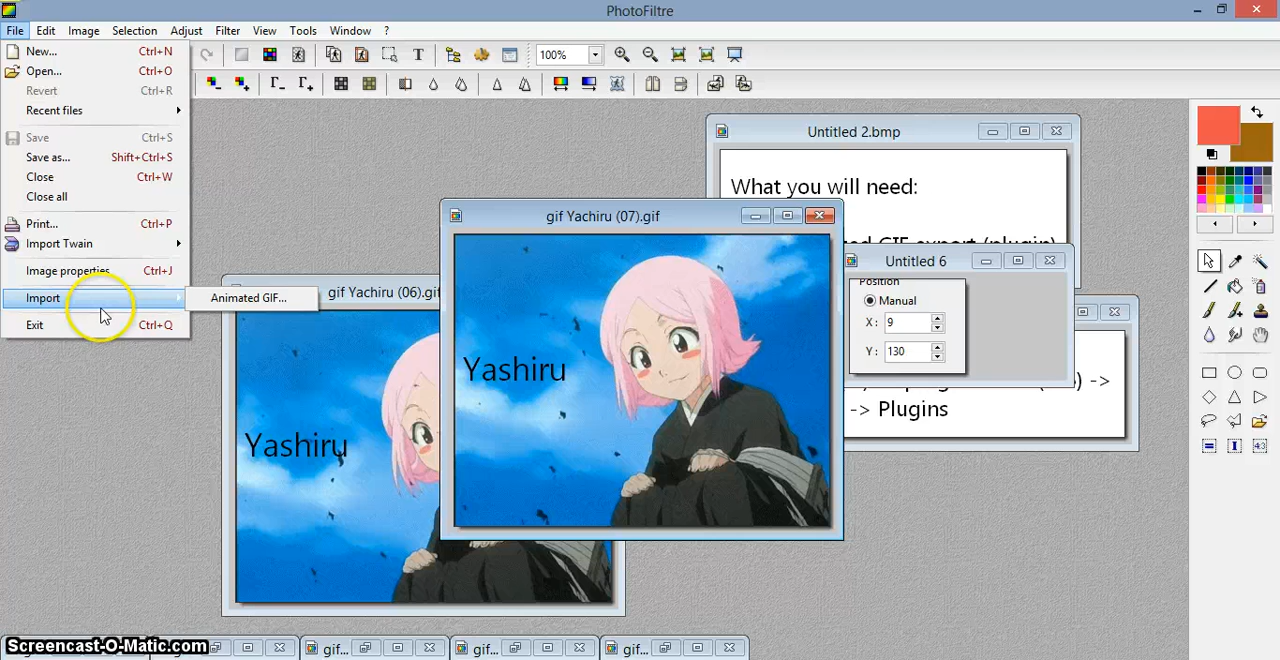 PhotoFiltre
File Edit Image Selection Adjust Filter View Tools Window ?
New... Ctrl+N
Open... Ctrl+O
Revert Ctrl+R
Recent files
Save Ctrl+S
Save as... Shift+Ctrl+S
Close Ctrl+W
Close all
Print... Ctrl+P
Import Twain
Image properties Ctrl+J
Import
Animated GIF...
Exit Ctrl+Q
100%
Untitled 2.bmp
What you will need:
GIF export (plugin)
gif Yachiru (07).gif
Yashiru
gif Yachiru (06).gif
Yashiru
Untitled 6
Position
Manual
X: 9
Y: 130
->
-> Plugins
gif...
gif...
gif...
Screencast-O-Matic.com